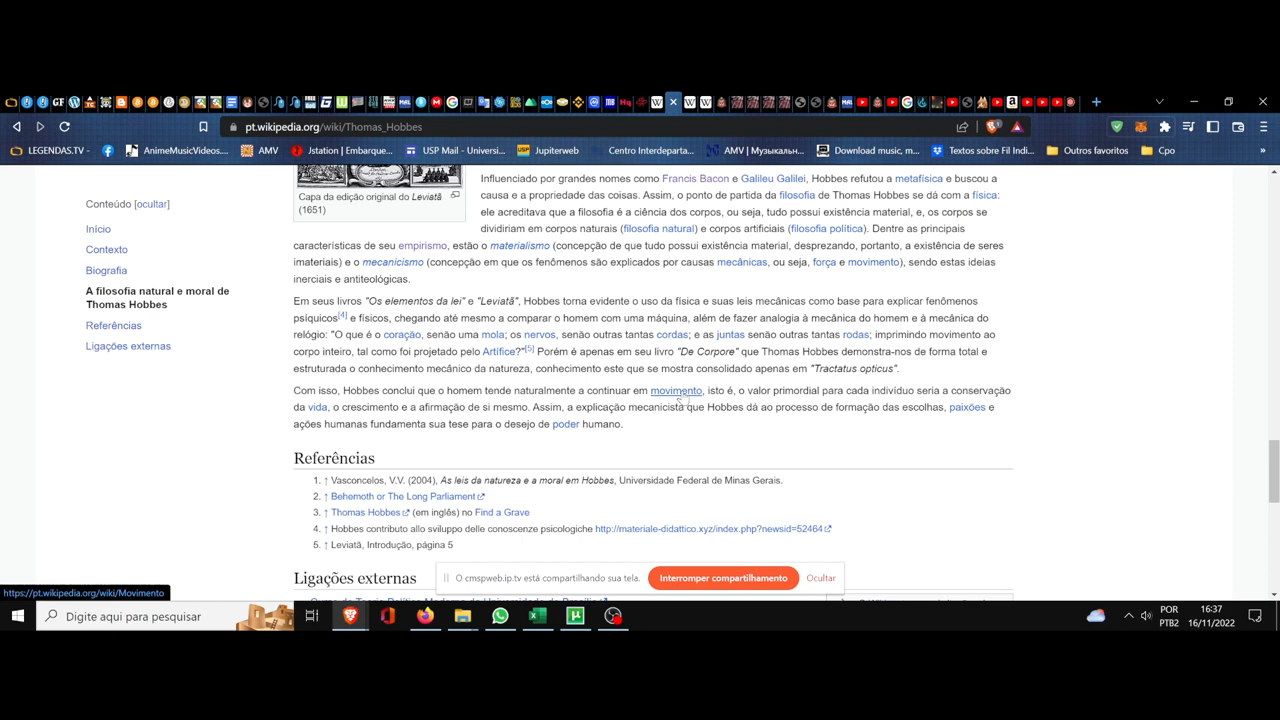 GF
pt.wikipedia.org/wiki/Thomas_Hobbes
LEGENDAS.TV
AnimeMusicVideos...
AMV
Jstation | Embarque...
USP Mail - Universi...
Jupiterweb
Centro Interdeparta...
AMV | Музыкальн...
Download music, m...
Textos sobre Fil Indi...
Outros favoritos
Cpo
Conteúdo [ocultar]
Início
Contexto
Biografia
A filosofia natural e moral de
Thomas Hobbes
Referências
Ligações externas
Capa da edição original do Leviatã
(1651)
Influenciado por grandes nomes como Francis Bacon e Galileu Galilei, Hobbes refutou a metafísica e buscou a
causa e a propriedade das coisas. Assim, o ponto de partida da filosofia de Thomas Hobbes se dá com a física:
ele acreditava que a filosofia é a ciência dos corpos, ou seja, tudo possui existência material, e, os corpos se
dividiriam em corpos naturais (filosofia natural) e corpos artificiais (filosofia política). Dentre as principais
características de seu empirismo, estão o materialismo (concepção de que tudo possui existência material, desprezando, portanto, a existência de seres
imateriais) e o mecanicismo (concepção em que os fenômenos são explicados por causas mecânicas, ou seja, força e movimento), sendo estas ideias
inerciais e antiteológicas.
Em seus livros "Os elementos da lei" e "Leviatã", Hobbes torna evidente o uso da física e suas leis mecânicas como base para explicar fenômenos
psíquicos[4] e físicos, chegando até mesmo a comparar o homem com uma máquina, além de fazer analogia à mecânica do homem e à mecânica do
relógio: "O que é o coração, senão uma mola; os nervos, senão outras tantas cordas; e as juntas senão outras tantas rodas; imprimindo movimento ao
corpo inteiro, tal como foi projetado pelo Artífice?"[5] Porém é apenas em seu livro "De Corpore" que Thomas Hobbes demonstra-nos de forma total e
estruturada o conhecimento mecânico da natureza, conhecimento este que se mostra consolidado apenas em "Tractatus opticus".
Com isso, Hobbes conclui que o homem tende naturalmente a continuar em movimento, isto é, o valor primordial para cada indivíduo seria a conservação
da vida, o crescimento e a afirmação de si mesmo. Assim, a explicação mecanicista que Hobbes dá ao processo de formação das escolhas, paixões e
ações humanas fundamenta sua tese para o desejo de poder humano.
Referências
1. ↑ Vasconcelos, V.V. (2004), As leis da natureza e a moral em Hobbes, Universidade Federal de Minas Gerais.
2. ↑ Behemoth or The Long Parliament
3. ↑ Thomas Hobbes (em inglês) no Find a Grave
4. ↑ Hobbes contributo allo sviluppo delle conoscenze psicologiche http://materiale-didattico.xyz/index.php?newsid=52464
5. ↑ Leviatã, Introdução, página 5
Ligações externas
O cmspweb.ip.tv está compartilhando sua tela.
Interromper compartilhamento
Ocultar
https://pt.wikipedia.org/wiki/Movimento
Digite aqui para pesquisar
POR
PTB2
16:37
16/11/2022